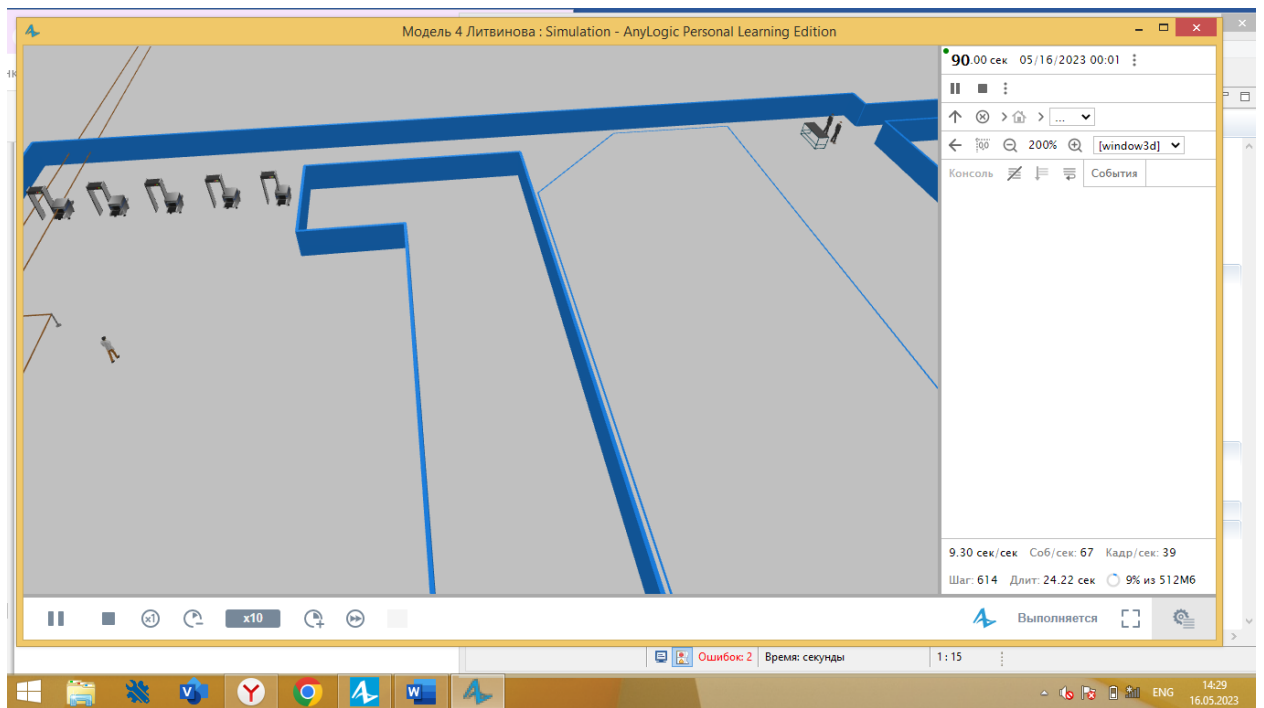 Модель 4 Литвинова : Simulation - AnyLogic Personal Learning Edition
90.00 сек 05/16/2023 00:01
...
200% [window3d]
Консоль События
9.30 сек/сек Соб/сек: 67 Кадр/сек: 39
Шаг: 614 Длит: 24.22 сек 9% из 512М6
x1 x10 Выполняется
Ошибок: 2 Время: секунды 1 : 15
ENG 14:29
16.05.2023